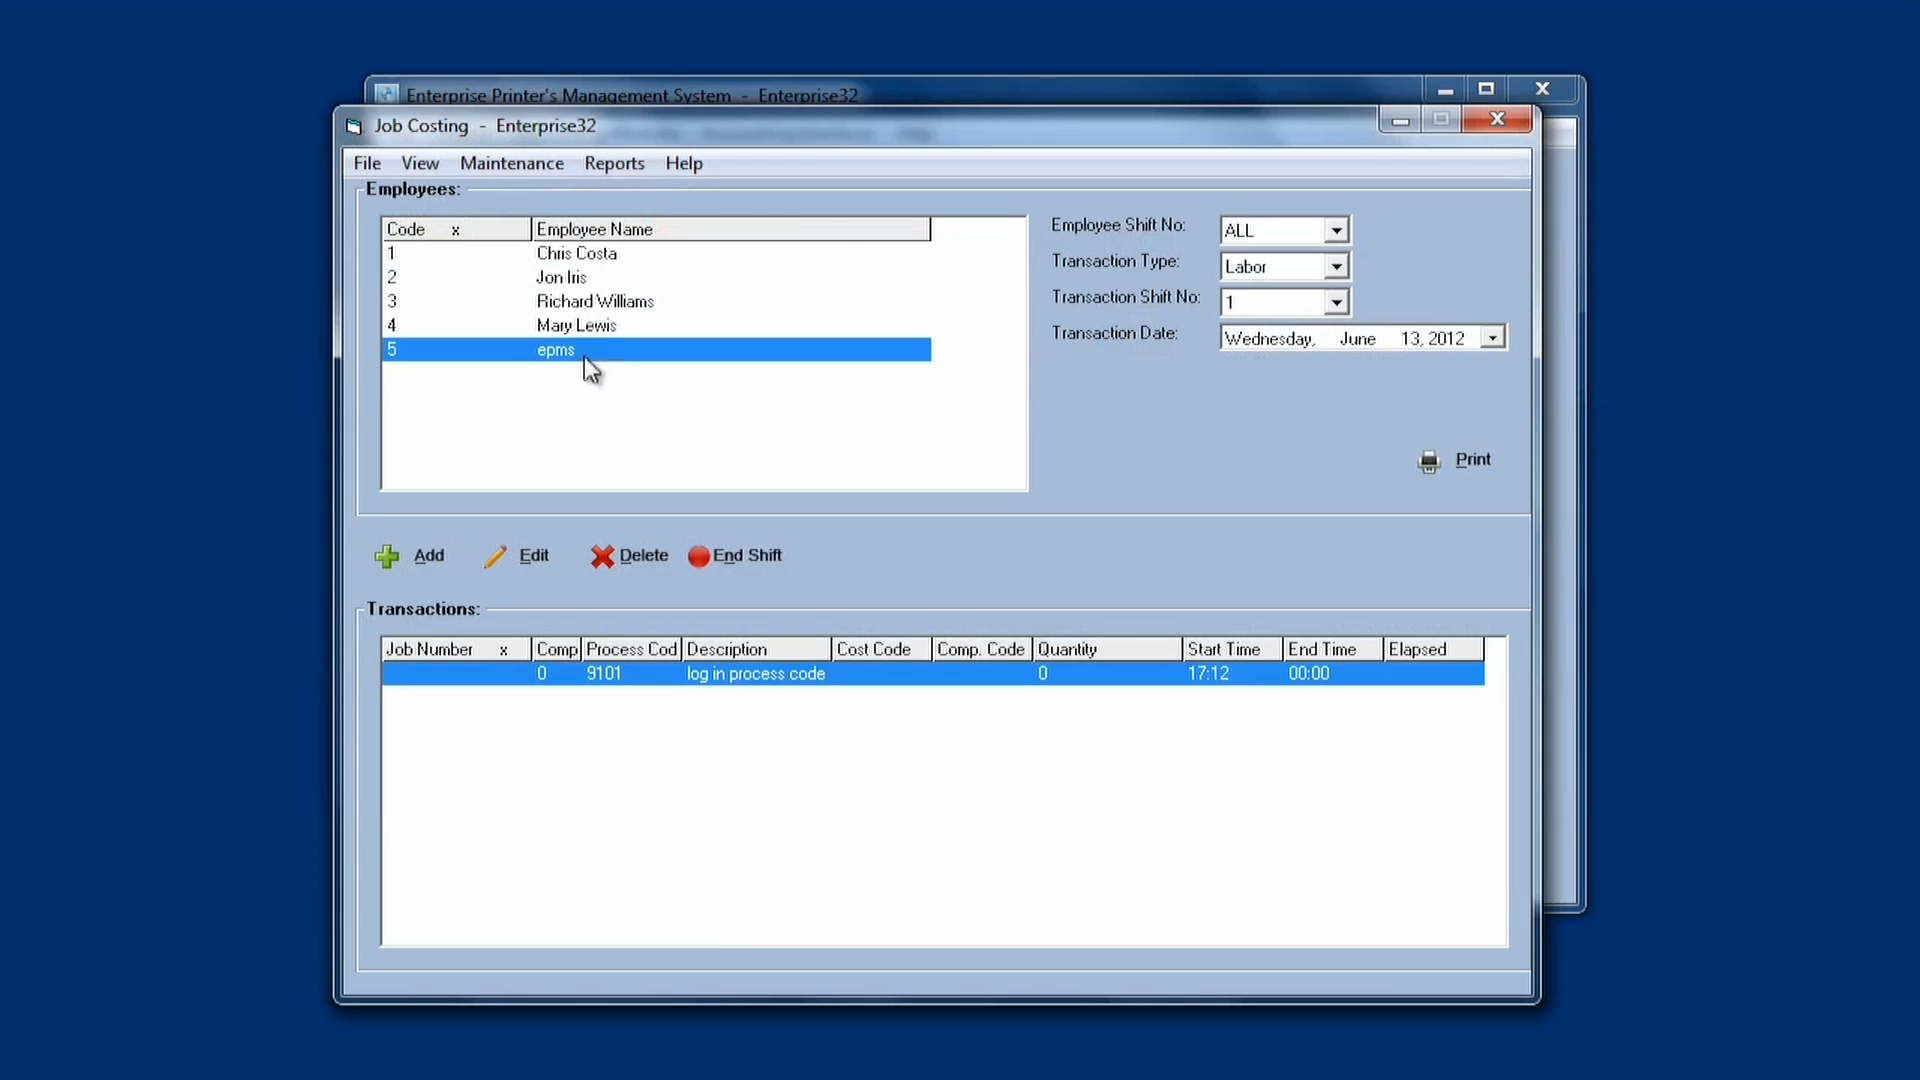 Enterprise Printer's Management System - Enterprise32
Job Costing - Enterprise32
File View Maintenance Reports Help
Employees:
Code x Employee Name
1 Chris Costa
2 Jon Iris
3 Richard Williams
4 Mary Lewis
5 epms
Employee Shift No: ALL
Transaction Type: Labor
Transaction Shift No: 1
Transaction Date: Wednesday, June 13, 2012
Print
Add Edit Delete End Shift
Transactions:
Job Number x Comp Process Cod Description Cost Code Comp. Code Quantity Start Time End Time Elapsed
0 9101 log in process code 0 17:12 00:00